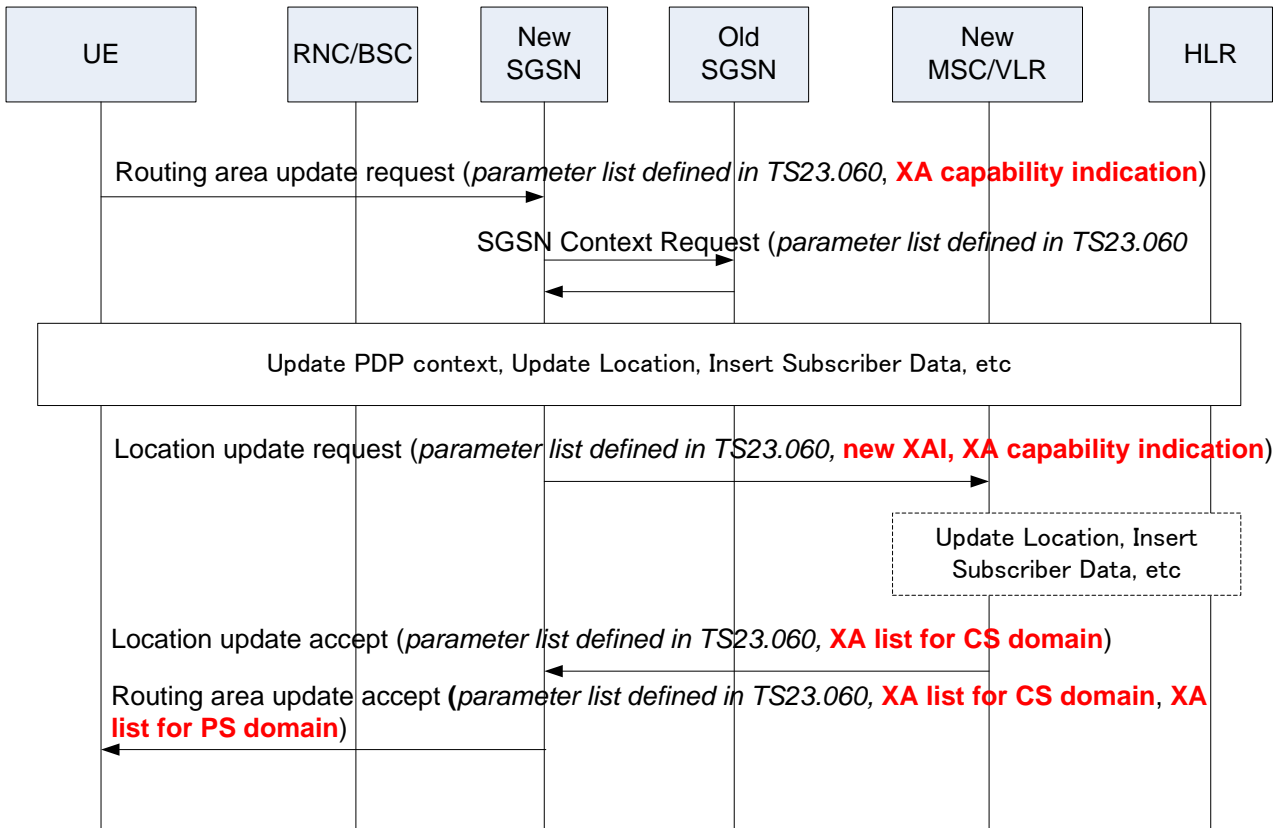 UE
RNC/BSC
New
SGSN
Old
SGSN
New
MSC/VLR
HLR
Routing area update request (parameter list defined in TS23.060, XA capability indication)
SGSN Context Request (parameter list defined in TS23.060
Update PDP context, Update Location, Insert Subscriber Data, etc
Location update request (parameter list defined in TS23.060, new XAI, XA capability indication)
Update Location, Insert
Subscriber Data, etc
Location update accept (parameter list defined in TS23.060, XA list for CS domain)
Routing area update accept (parameter list defined in TS23.060, XA list for CS domain, XA
list for PS domain)